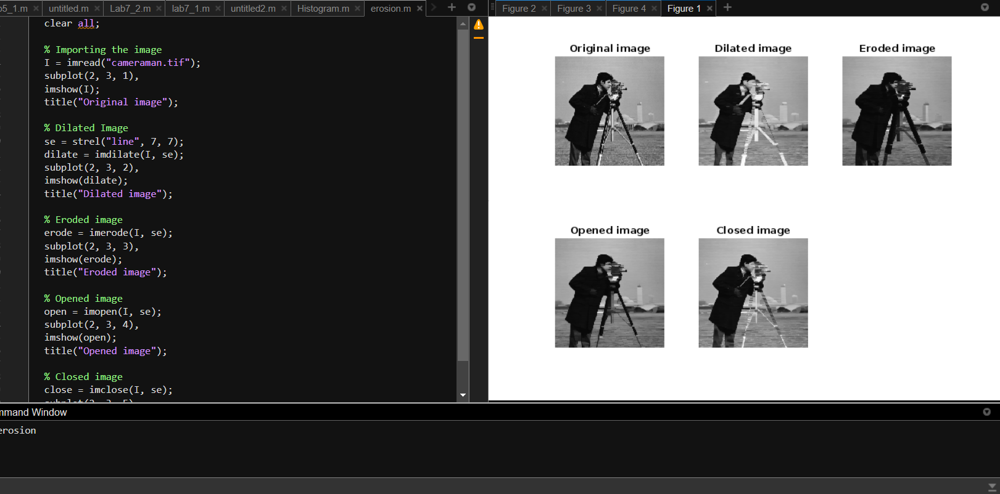 b5_1.m untitled.m Lab7_2.m lab7_1.m untitled2.m Histogram.m erosion.m
clear all;
% Importing the image
I = imread("cameraman.tif");
subplot(2, 3, 1),
imshow(I);
title("Original image");
% Dilated Image
se = strel("line", 7, 7);
dilate = imdilate(I, se);
subplot(2, 3, 2),
imshow(dilate);
title("Dilated image");
% Eroded image
erode = imerode(I, se);
subplot(2, 3, 3),
imshow(erode);
title("Eroded image");
% Opened image
open = imopen(I, se);
subplot(2, 3, 4),
imshow(open);
title("Opened image");
% Closed image
close = imclose(I, se);
subplot(2, 3, 5)
Figure 2 Figure 3 Figure 4 Figure 1
Original image Dilated image Eroded image
Opened image Closed image
mmand Window
erosion